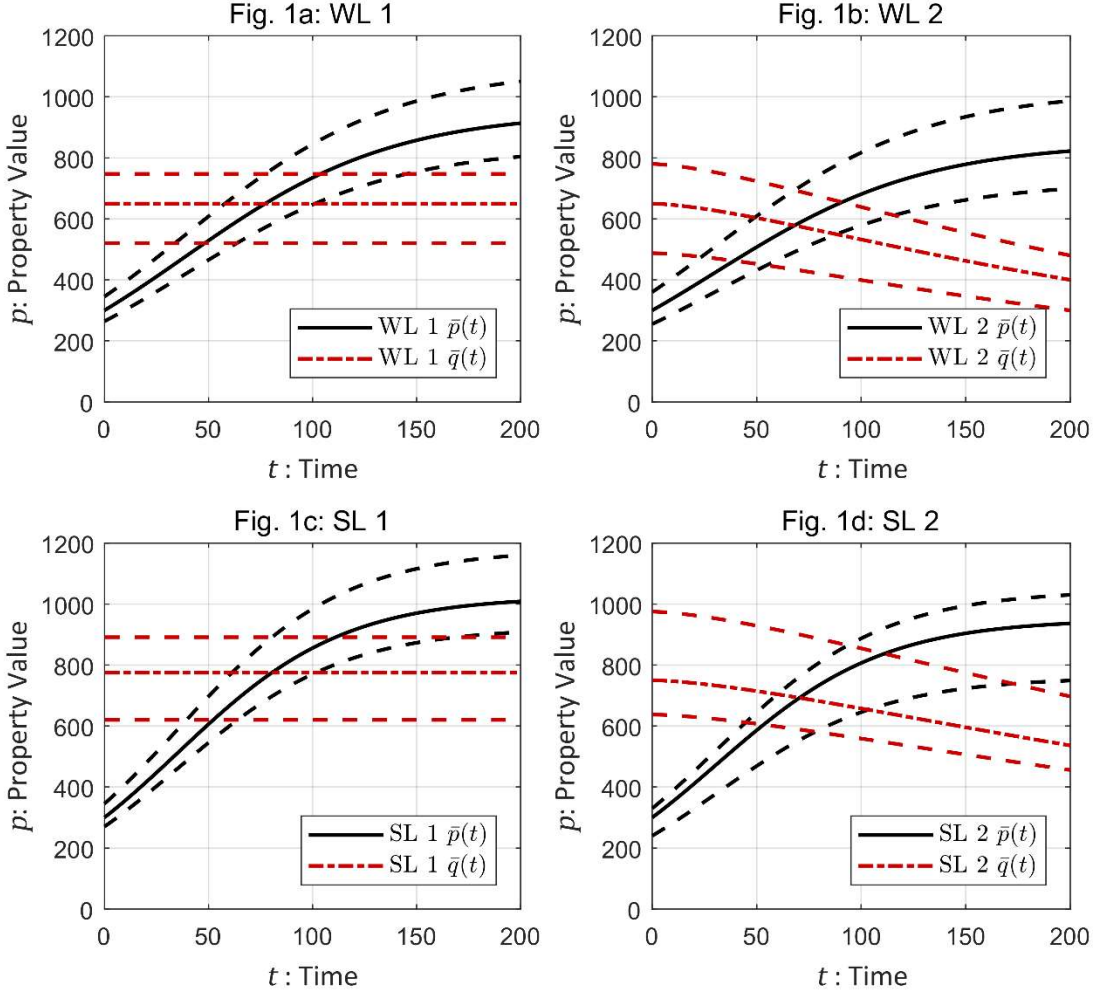 Fig. 1a: WL 1
1200
1000
800
600
400
200
0
p: Property Value
WL 1 p̄(t)
WL 1 q̄(t)
0 50 100 150 200
t : Time
Fig. 1b: WL 2
1200
1000
800
600
400
200
0
p: Property Value
WL 2 p̄(t)
WL 2 q̄(t)
0 50 100 150 200
t : Time
Fig. 1c: SL 1
1200
1000
800
600
400
200
0
p: Property Value
SL 1 p̄(t)
SL 1 q̄(t)
0 50 100 150 200
t : Time
Fig. 1d: SL 2
1200
1000
800
600
400
200
0
p: Property Value
SL 2 p̄(t)
SL 2 q̄(t)
0 50 100 150 200
t : Time